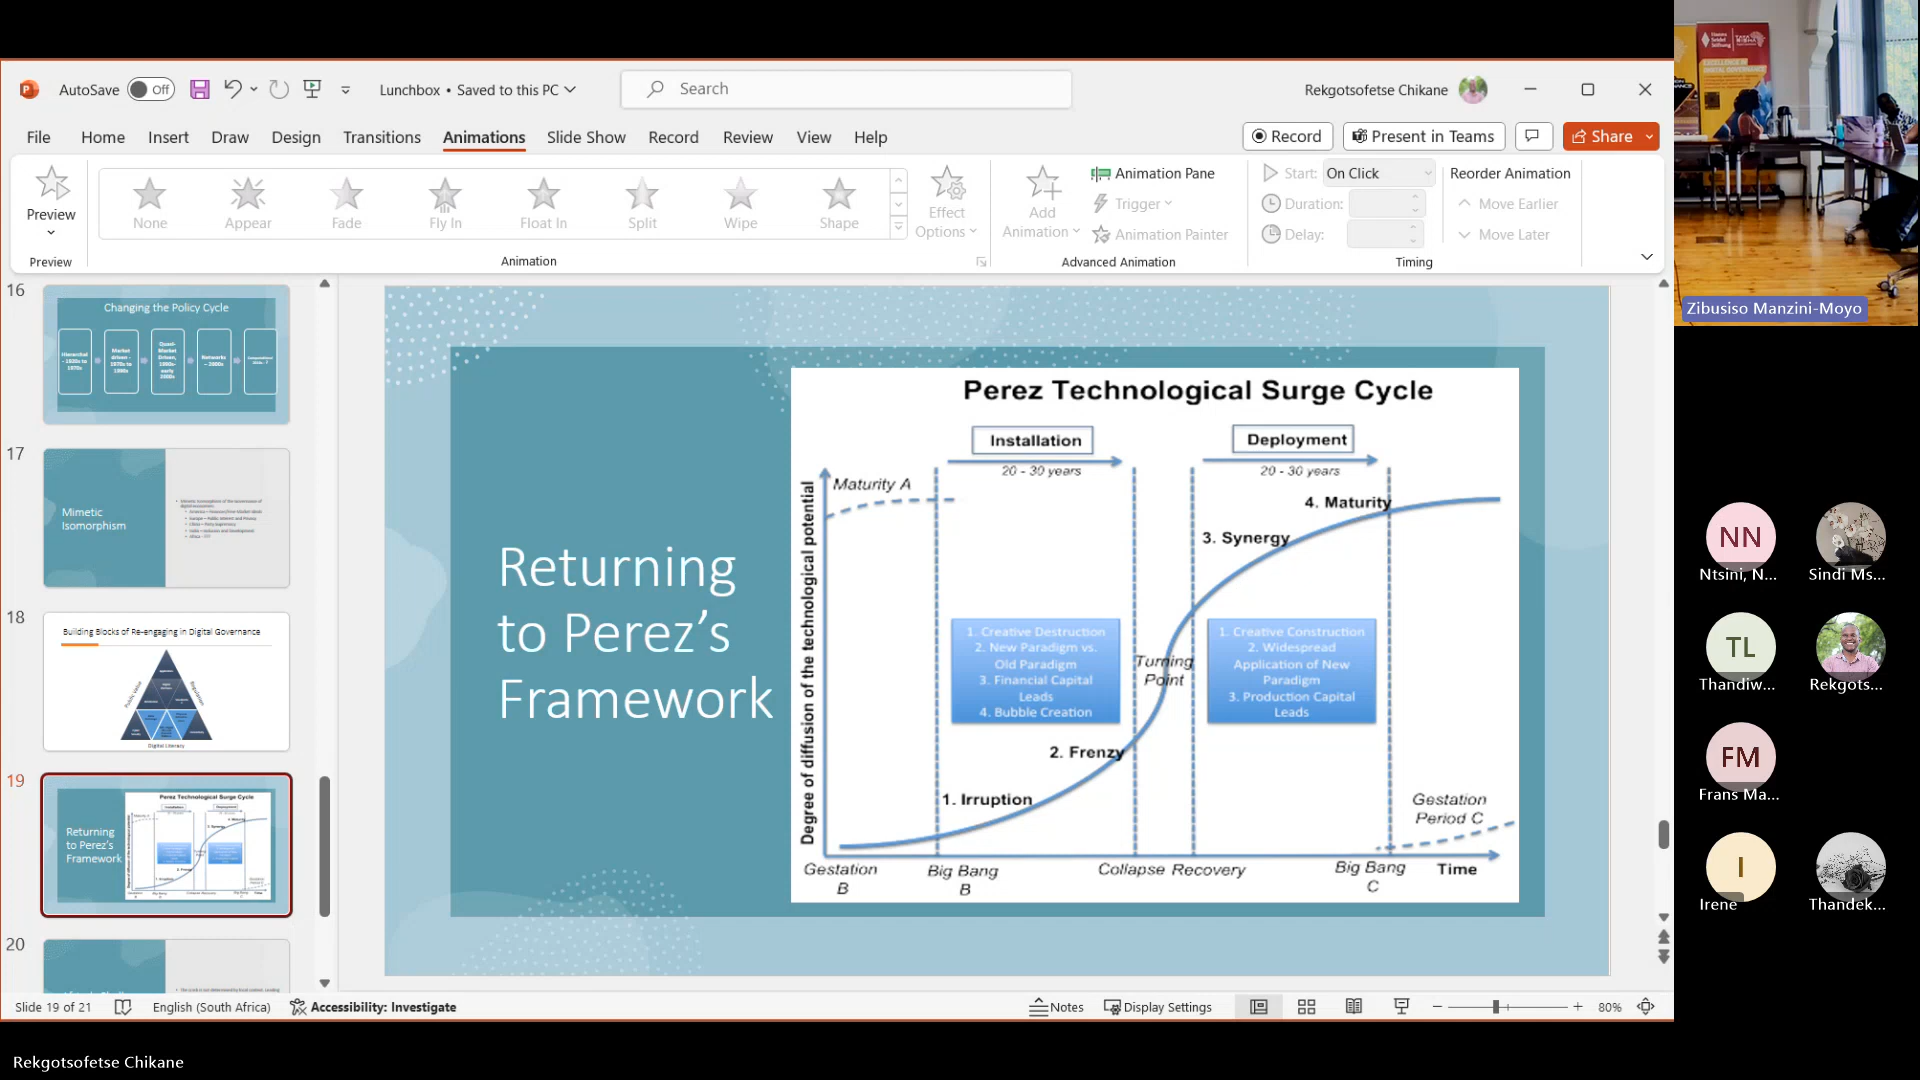 AutoSave Off
Lunchbox • Saved to this PC
Search
Rekgotsofetse Chikane
File Home Insert Draw Design Transitions Animations Slide Show Record Review View Help
Record Present in Teams Share
Preview
None Appear Fade Fly In Float In Split Wipe Shape
Effect Options
Add Animation
Animation Pane
Trigger
Animation Painter
Start: On Click
Duration:
Delay:
Reorder Animation
Move Earlier
Move Later
Preview Animation Advanced Animation Timing
16
Changing the Policy Cycle
17
Mimetic
Isomorphism
18
Building Blocks of Re-engaging in Digital Governance
Public Value
Regulation
Digital Literacy
19
Returning
to Perez's
Framework
Perez Technological Surge Cycle
20
Returning
to Perez's
Framework
Perez Technological Surge Cycle
Installation
20 - 30 years
Deployment
20 - 30 years
Degree of diffusion of the technological potential
Maturity A
4. Maturity
3. Synergy
1. Creative Destruction
2. New Paradigm vs.
Old Paradigm
3. Financial Capital
Leads
4. Bubble Creation
Turning
Point
1. Creative Construction
2. Widespread
Application of New
Paradigm
3. Production Capital
Leads
2. Frenzy
1. Irruption
Gestation
Period C
Gestation
B
Big Bang
B
Collapse Recovery
Big Bang
C
Time
Slide 19 of 21 English (South Africa) Accessibility: Investigate
Notes Display Settings 80%
Zibusiso Manzini-Moyo
NN
Ntsini, N...
Sindi Ms...
TL
Thandiw...
Rekgots...
FM
Frans Ma...
I
Irene
Thandek...
Rekgotsofetse Chikane